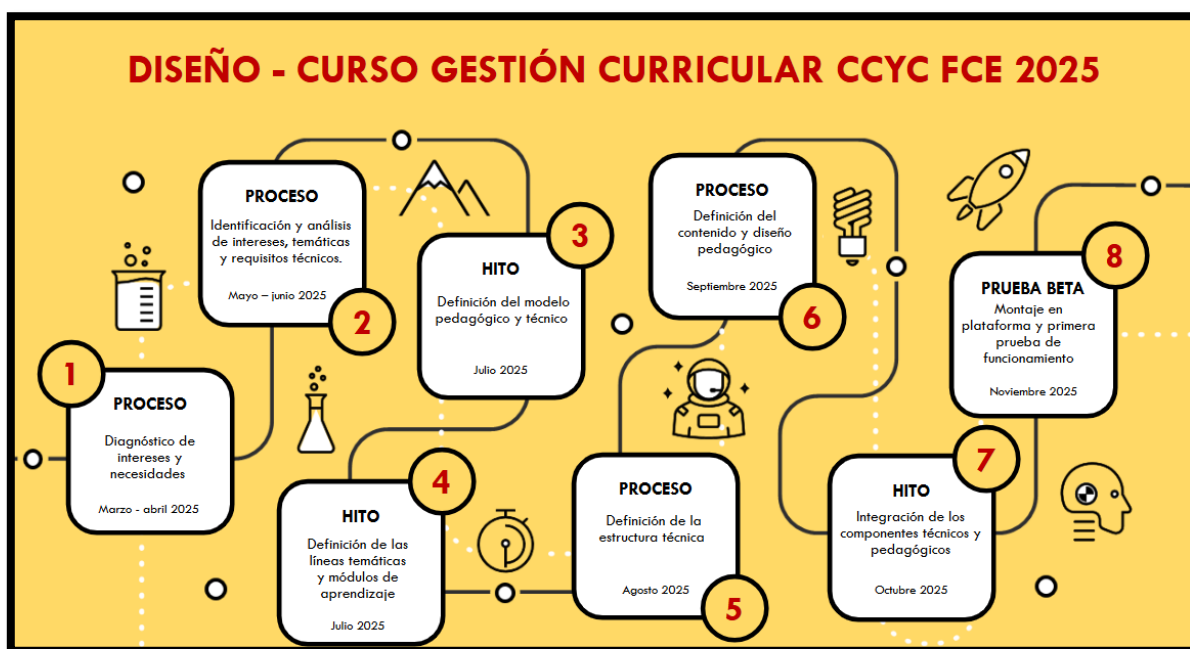 DISEÑO - CURSO GESTIÓN CURRICULAR CCYC FCE 2025
1
PROCESO
Diagnóstico de
intereses y
necesidades
Marzo - abril 2025
PROCESO
Identificación y análisis
de intereses, temáticas
y requisitos técnicos.
Mayo – junio 2025
2
3
HITO
Definición del modelo
pedagógico y técnico
Julio 2025
4
HITO
Definición de las
líneas temáticas
y módulos de
aprendizaje
Julio 2025
PROCESO
Definición de la
estructura técnica
Agosto 2025
5
PROCESO
Definición del
contenido y diseño
pedagógico
Septiembre 2025
6
7
HITO
Integración de los
componentes técnicos y
pedagógicos
Octubre 2025
8
PRUEBA BETA
Montaje en
plataforma y primera
prueba de
funcionamiento
Noviembre 2025